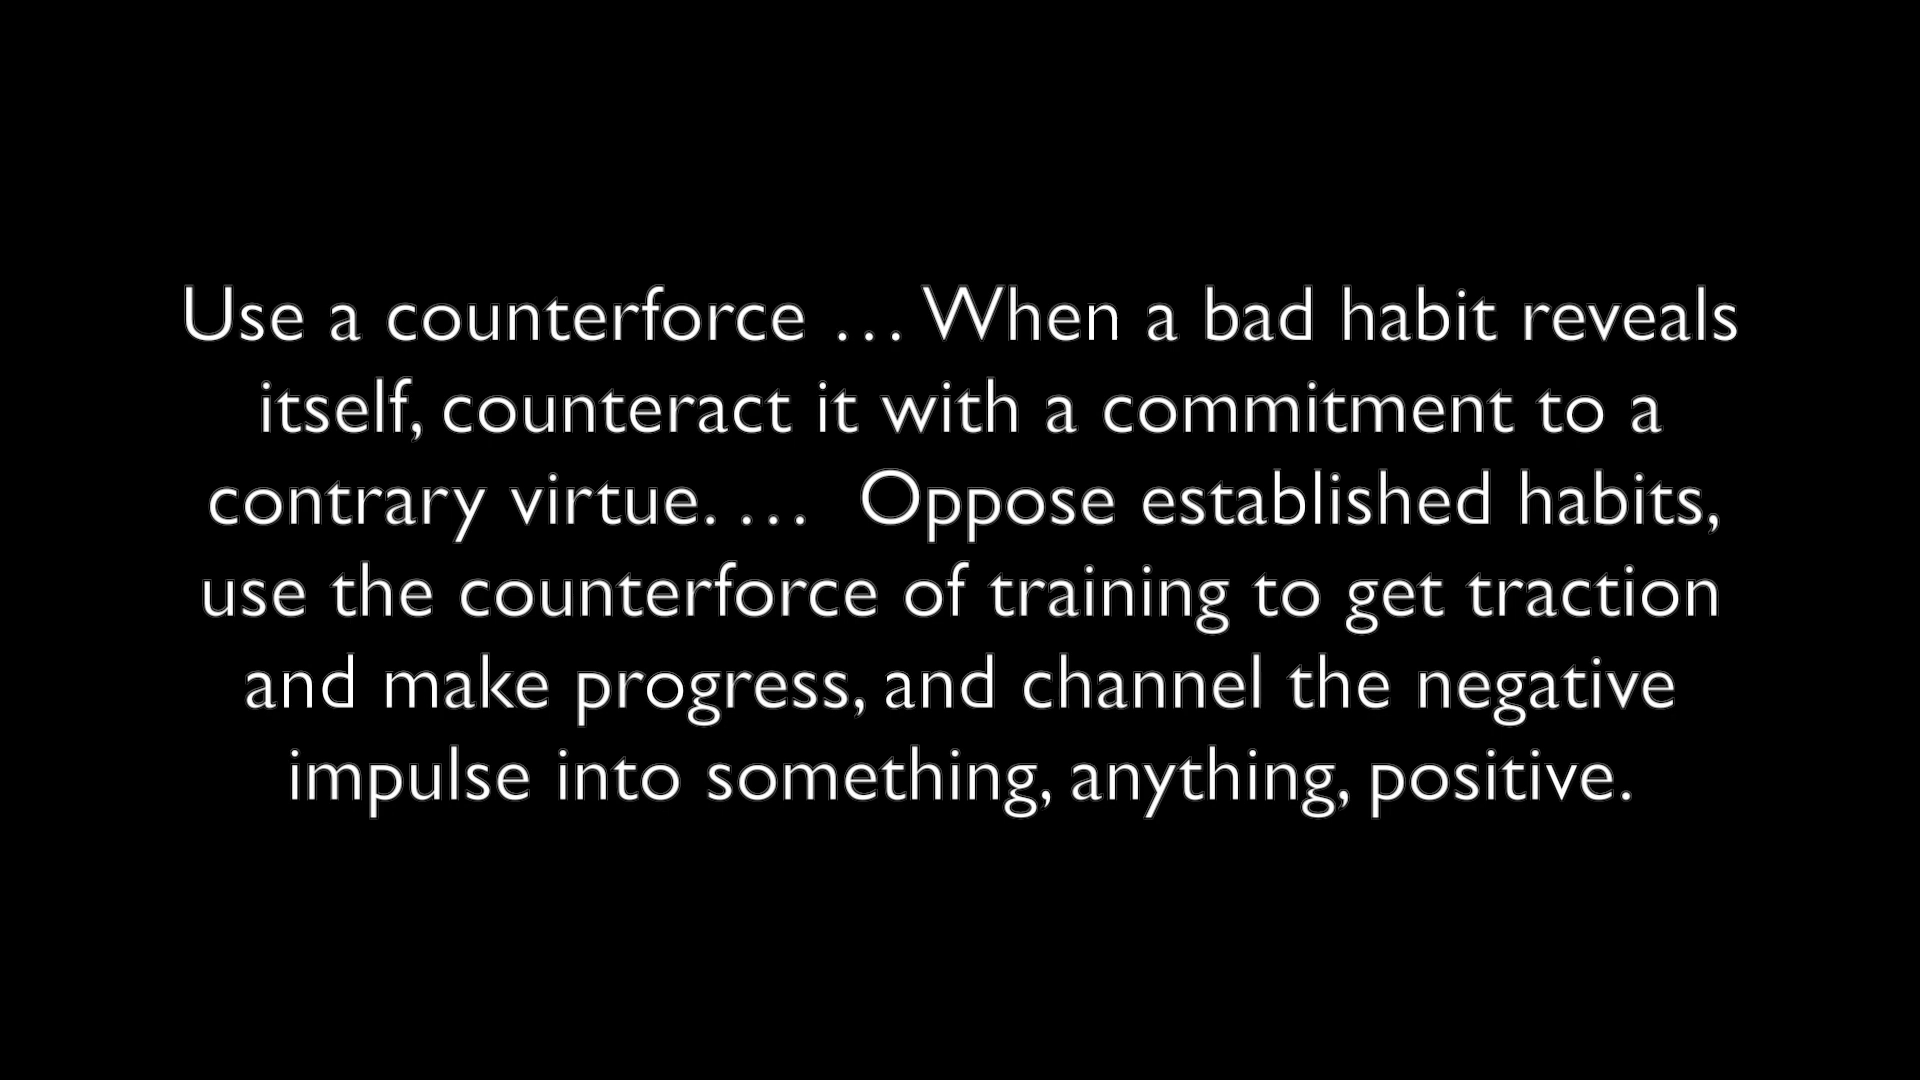 Use a counterforce … When a bad habit reveals
itself, counteract it with a commitment to a
contrary virtue. …  Oppose established habits,
use the counterforce of training to get traction
and make progress, and channel the negative
impulse into something, anything, positive.